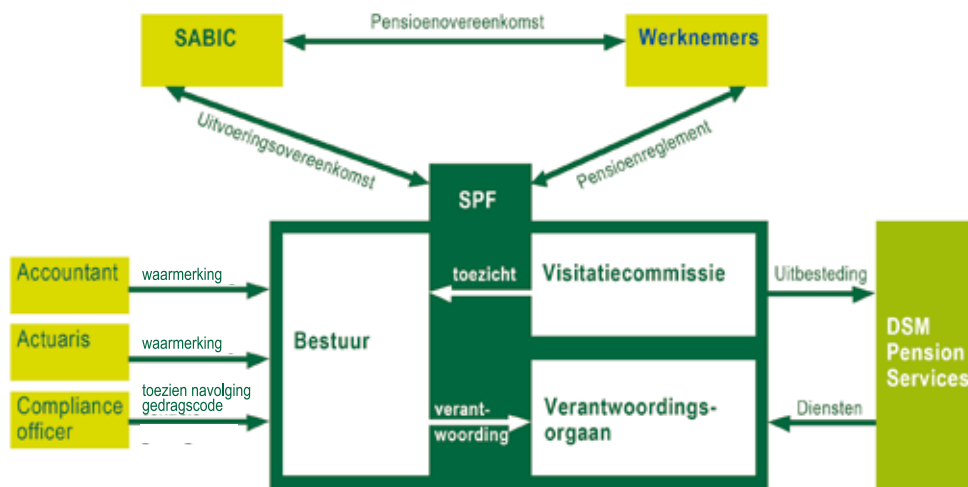 Pensioenovereenkomst
SABIC
Werknemers
Uitvoeringsovereenkomst
Pensioenreglement
SPF
Accountant
waarmerking
toezicht
Visitatiecommissie
Uitbesteding
Actuaris
waarmerking
Bestuur
DSM
Pension
Services
toezien navolging
gedragscode
Compliance
officer
verant-
woording
Verantwoordings-
orgaan
Diensten